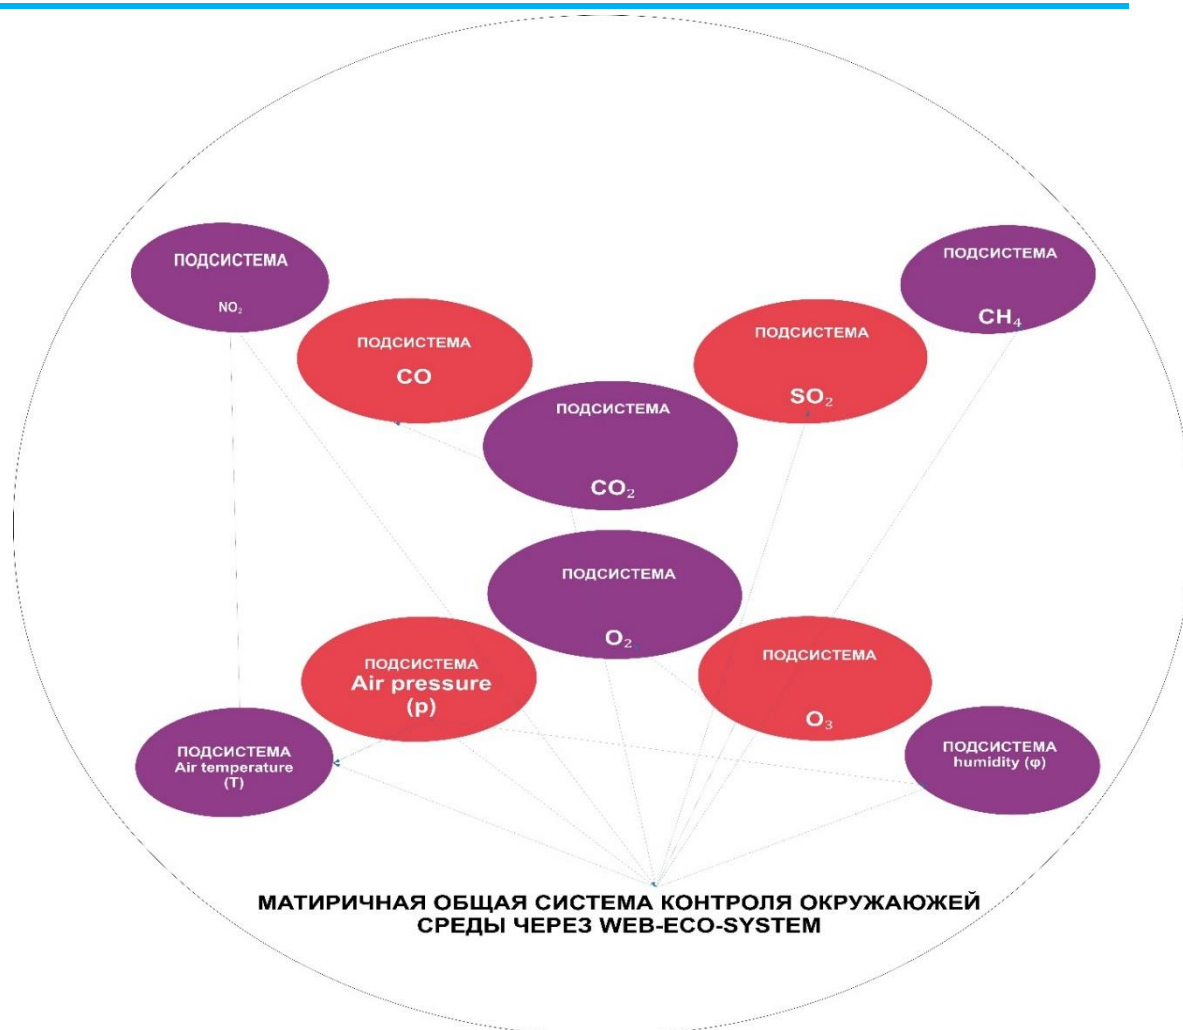 ПОДСИСТЕМА
NO₂
ПОДСИСТЕМА
CO
ПОДСИСТЕМА
CO₂
ПОДСИСТЕМА
SO₂
ПОДСИСТЕМА
CH₄
ПОДСИСТЕМА
O₂
ПОДСИСТЕМА
Air pressure
(p)
ПОДСИСТЕМА
O₃
ПОДСИСТЕМА
Air temperature
(T)
ПОДСИСТЕМА
humidity (φ)
МАТИРИЧНАЯ ОБЩАЯ СИСТЕМА КОНТРОЛЯ ОКРУЖАЮЖЕЙ
СРЕДЫ ЧЕРЕЗ WEB-ECO-SYSTEM